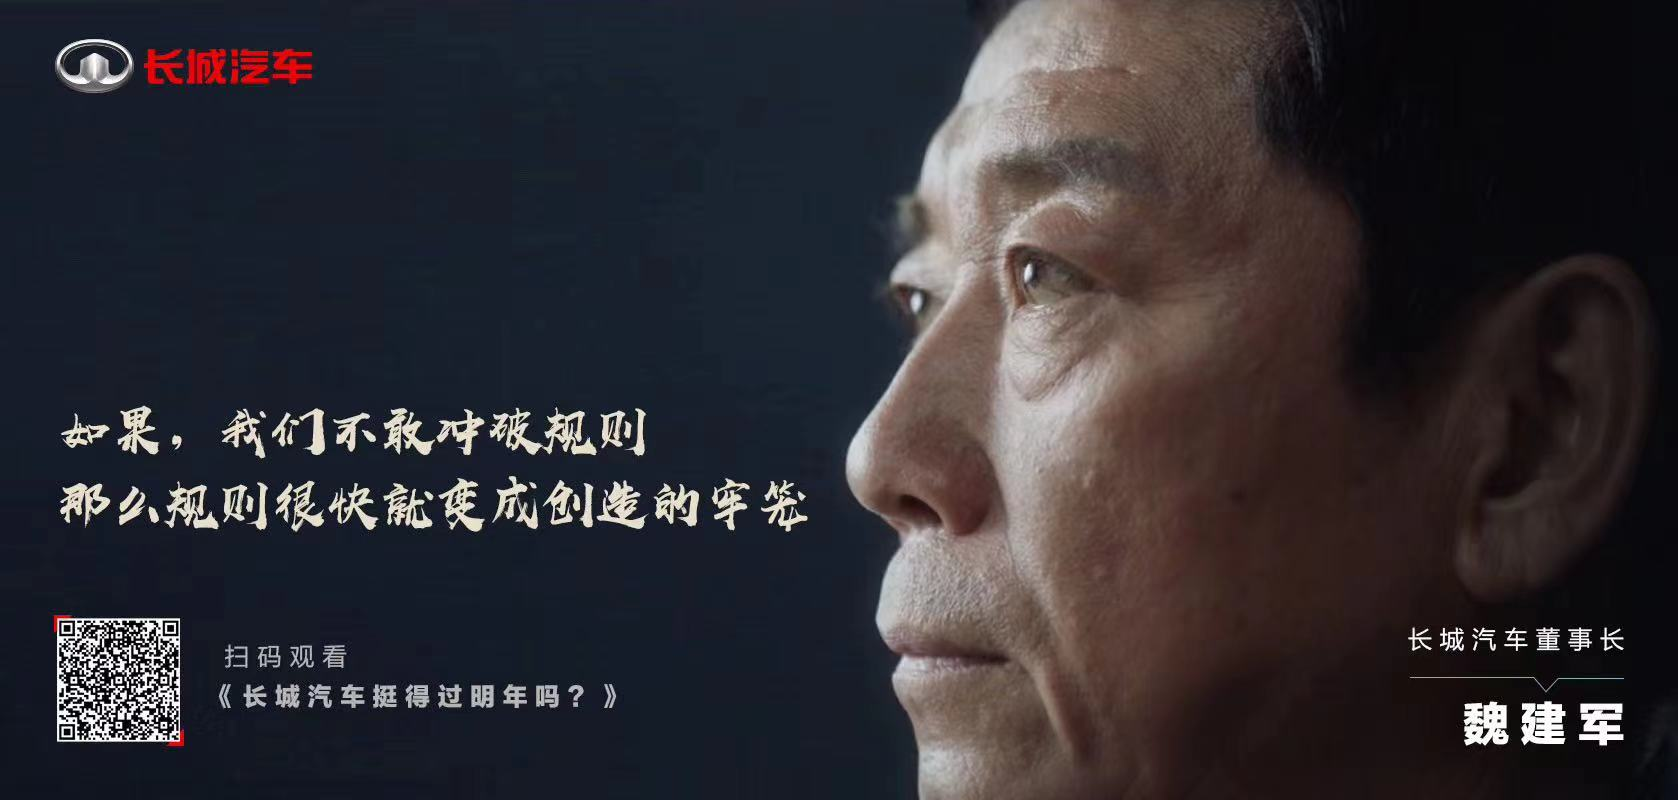 长城汽车
如果，我们不敢冲破规则
那么规则很快就变成创造的牢笼
扫码观看
《长城汽车挺得过明年吗？》
长城汽车董事长
魏建军